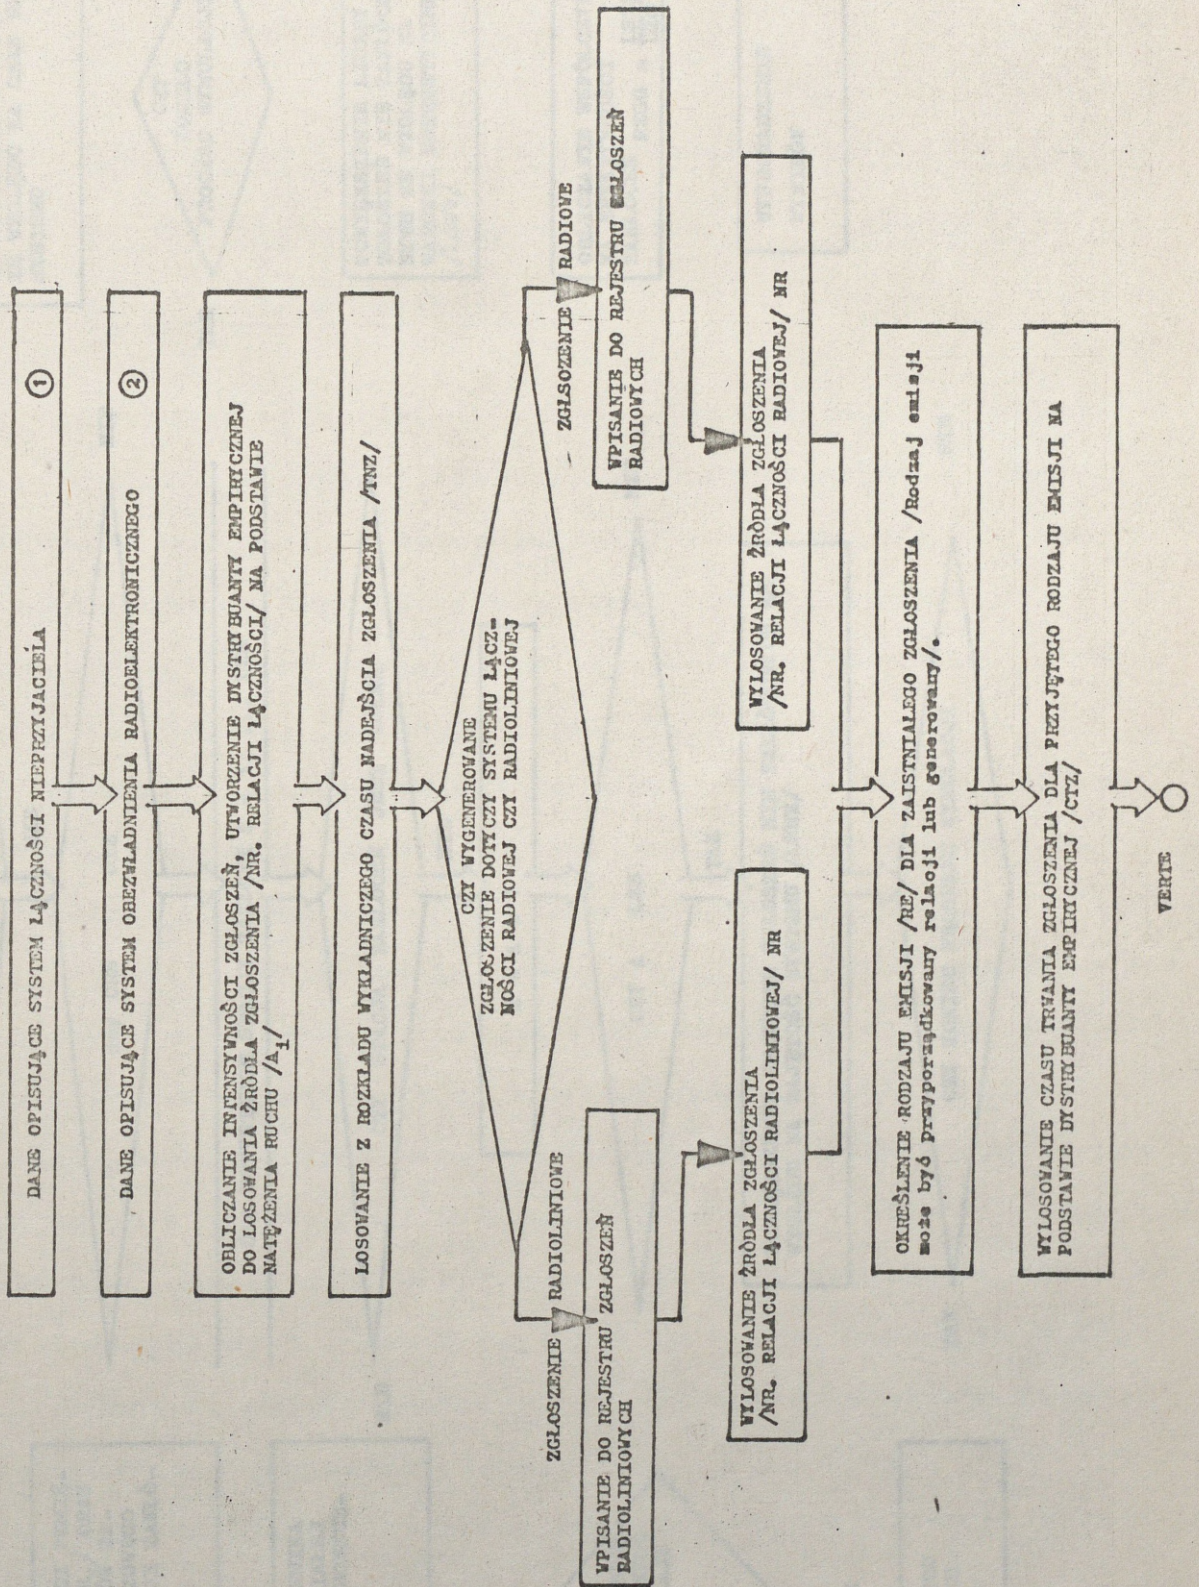 DANE OPISUJĄCE SYSTEM ŁĄCZNOŚCI NIEPRZYJACIELA
1
DANE OPISUJĄCE SYSTEM OBEZWŁADNIENIA RADIOELEKTRONICZNEGO
2
OBLICZANIE INTENSYWNOŚCI ZGŁOSZEŃ, UTWORZENIE DYSTRYBUANTY EMPIRYCZNEJ
DO LOSOWANIA ŹRÓDŁA ZGŁOSZENIA /NR. RELACJI ŁĄCZNOŚCI/ NA PODSTAWIE
NATĘŻENIA RUCHU /A₁/
LOSOWANIE Z ROZKŁADU WYKŁADNICZEGO CZASU NADEJŚCIA ZGŁOSZENIA /TNZ/
CZY WYGENEROWANE
ZGŁOSZENIE DOTYCZY SYSTEMU ŁĄCZ-
NOŚCI RADIOWEJ CZY RADIOLINIOWEJ
ZGŁOSZENIE RADIOLINIOWE
ZGŁSOZENIE RADIOWE
WPISANIE DO REJESTRU ZGŁOSZEŃ
RADIOLINIOWYCH
WPISANIE DO REJESTRU ZGŁOSZEŃ
RADIOWYCH
WYLOSOWANIE ŹRÓDŁA ZGŁOSZENIA
/NR. RELACJI ŁĄCZNOŚCI RADIOLINIOWEJ/ NR
WYLOSOWANIE ŹRÓDŁA ZGŁOSZENIA
/NR. RELACJI ŁĄCZNOŚCI RADIOWEJ/ NR
OKREŚLENIE RODZAJU EMISJI /RE/ DLA ZAISTNIAŁEGO ZGŁOSZENIA /Rodzaj emisji
może być przyporządkowany relacji lub generowany/.
WYLOSOWANIE CZASU TRWANIA ZGŁOSZENIA DLA PRZYJĘTEGO RODZAJU EMISJI NA
PODSTAWIE DYSTRYBUANTY EMPIRYCZNEJ /CTZ/
VERTE